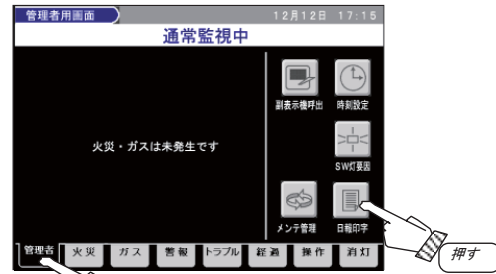 管理者用画面
12月12日 17:15
通常監視中
副表示機呼出
時刻設定
火災・ガスは未発生です
SW灯要因
メンテ管理
日報印字
管理者
火災
ガス
警報
トラブル
経過
操作
消灯
押す